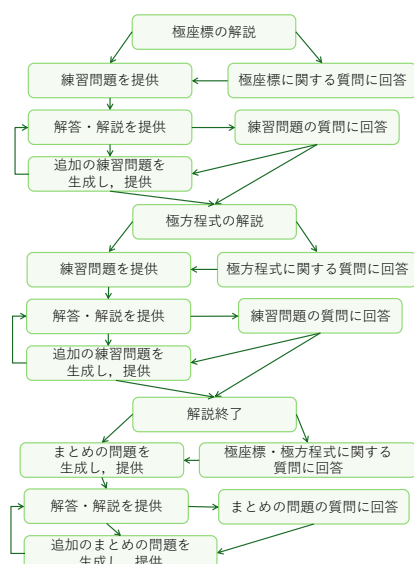 極座標の解説
練習問題を提供
極座標に関する質問に回答
解答・解説を提供
練習問題の質問に回答
追加の練習問題を
生成し，提供
極方程式の解説
練習問題を提供
極方程式に関する質問に回答
解答・解説を提供
練習問題の質問に回答
追加の練習問題を
生成し，提供
解説終了
まとめの問題を
生成し，提供
極座標・極方程式に関する
質問に回答
解答・解説を提供
まとめの問題の質問に回答
追加のまとめの問題を
生成し，提供